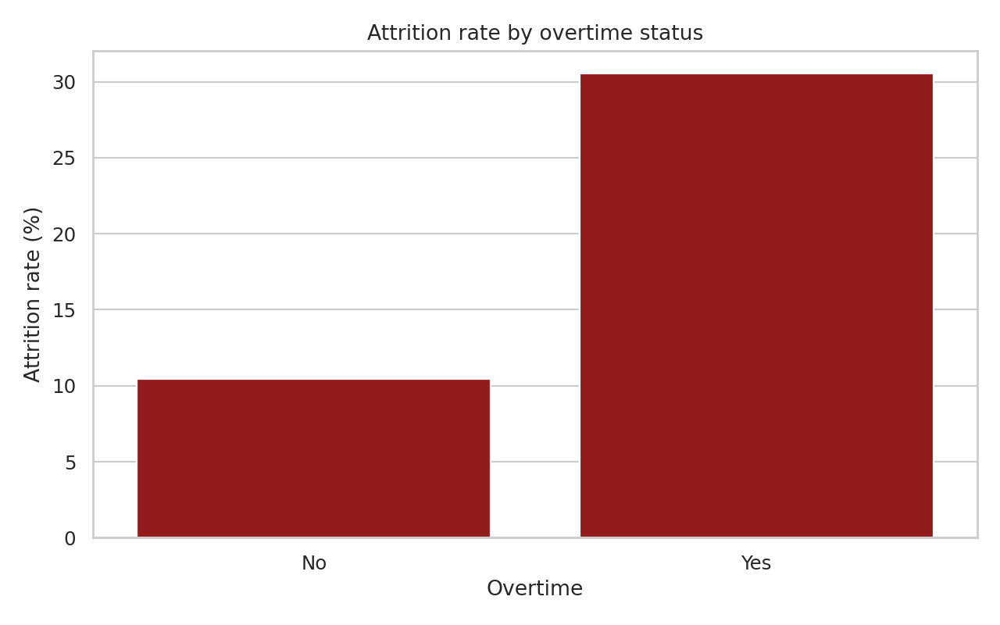 Attrition rate by overtime status
Attrition rate (%)
30
25
20
15
10
5
0
No
Yes
Overtime